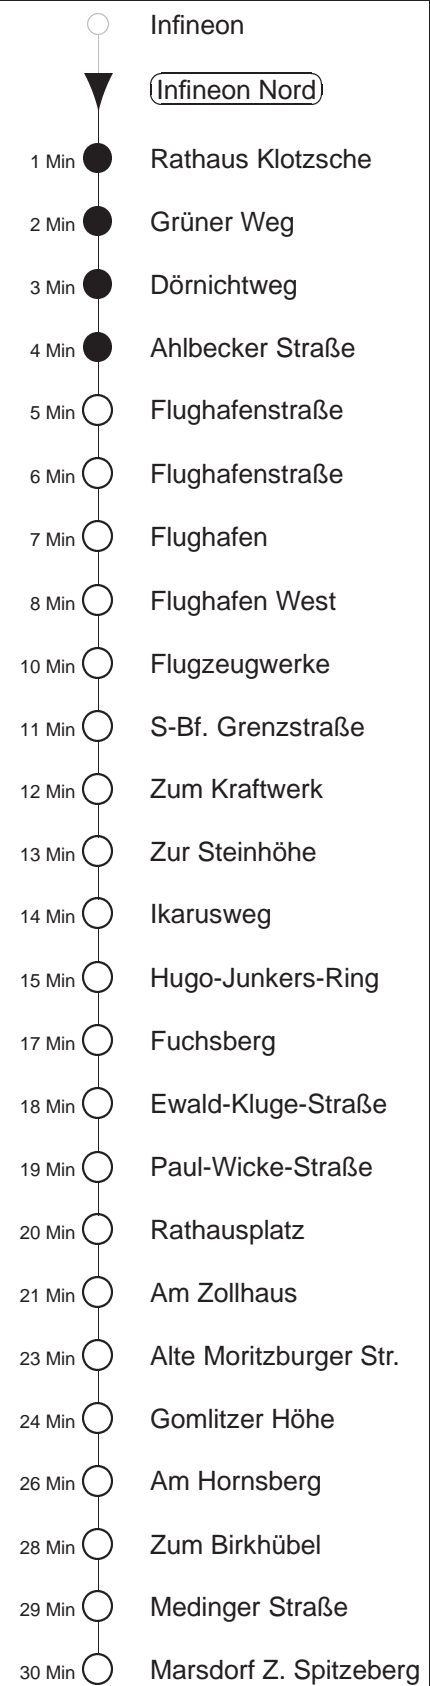 Infineon
Infineon Nord
1 Min Rathaus Klotzsche
2 Min Grüner Weg
3 Min Dörnichtweg
4 Min Ahlbecker Straße
5 Min Flughafenstraße
6 Min Flughafenstraße
7 Min Flughafen
8 Min Flughafen West
10 Min Flugzeugwerke
11 Min S-Bf. Grenzstraße
12 Min Zum Kraftwerk
13 Min Zur Steinhöhe
14 Min Ikarusweg
15 Min Hugo-Junkers-Ring
17 Min Fuchsberg
18 Min Ewald-Kluge-Straße
19 Min Paul-Wicke-Straße
20 Min Rathausplatz
21 Min Am Zollhaus
23 Min Alte Moritzburger Str.
24 Min Gomlitzer Höhe
26 Min Am Hornsberg
28 Min Zum Birkhübel
29 Min Medinger Straße
30 Min Marsdorf Z. Spitzeberg